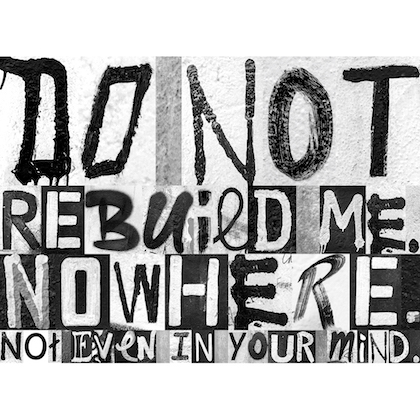 DO NOT
REBUilD ME.
NOWHERE.
NOt EVEN IN YOUR MiND.